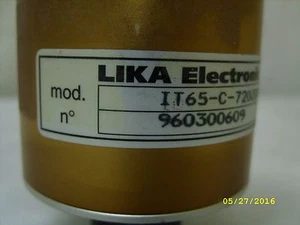 LIKA Electroni
mod. IT65-C-720
n° 960300609
05/27/2016